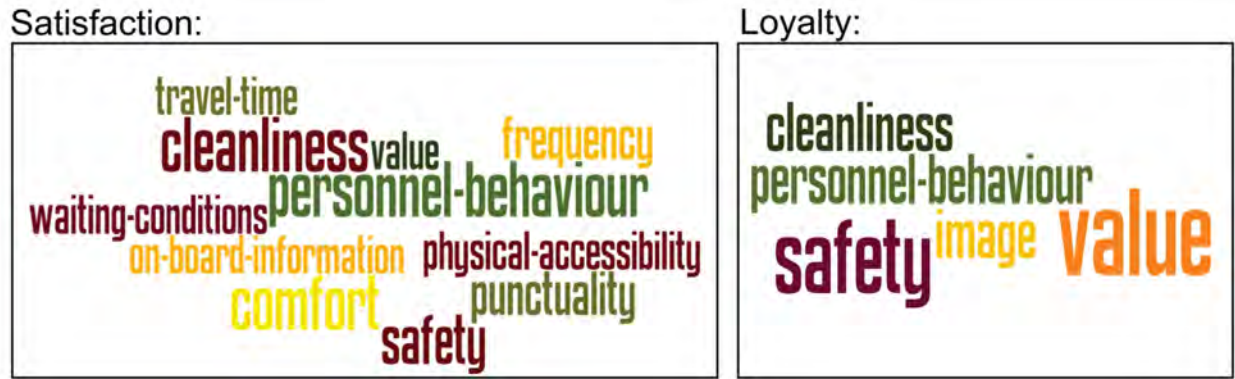 Satisfaction:
travel-time
cleanliness value frequency
personnel-behaviour
waiting-conditions
on-board-information physical-accessibility
comfort punctuality
safety
Loyalty:
cleanliness
personnel-behaviour
safety image value